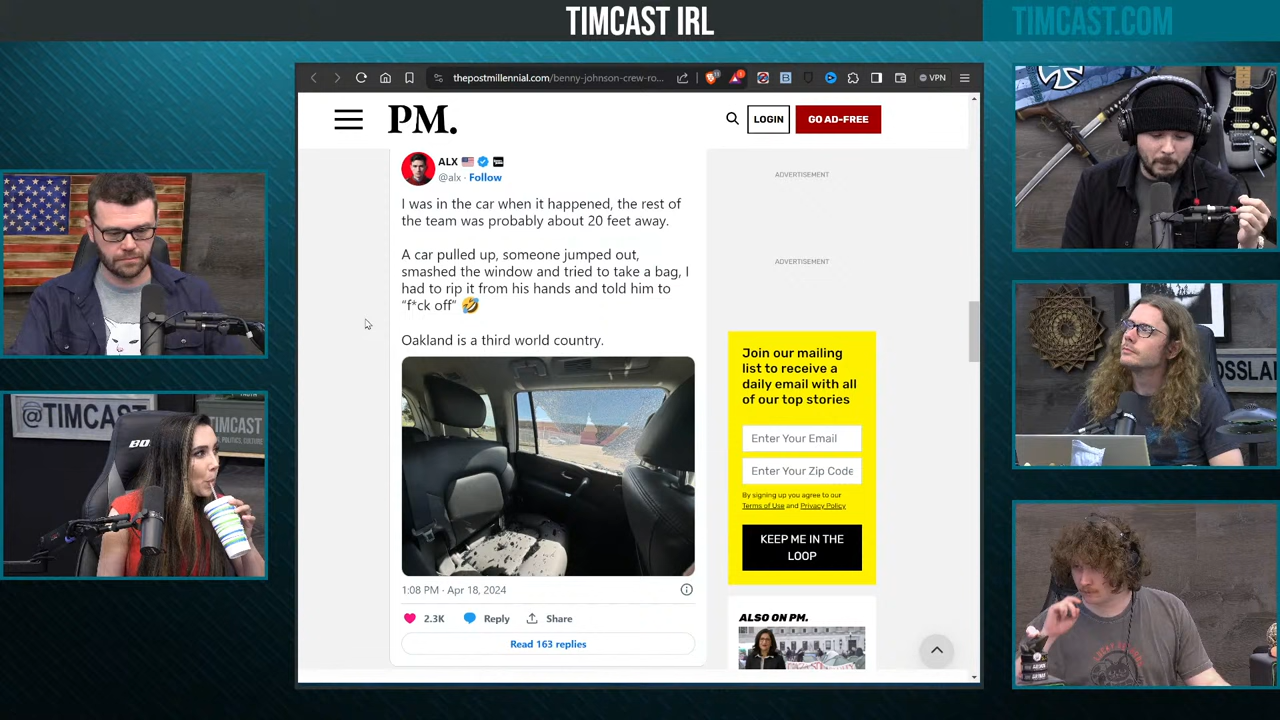 TIMCAST IRL
TIMCAST.COM
thepostmillennial.com/benny-johnson-crew-ro...
VPN
PM.
LOGIN
GO AD-FREE
ALX
@alx · Follow
I was in the car when it happened, the rest of
the team was probably about 20 feet away.
A car pulled up, someone jumped out,
smashed the window and tried to take a bag, I
had to rip it from his hands and told him to
“f*ck off” 🤣
Oakland is a third world country.
1:08 PM · Apr 18, 2024
2.3K
Reply
Share
Read 163 replies
ADVERTISEMENT
ADVERTISEMENT
Join our mailing
list to receive a
daily email with all
of our top stories
Enter Your Email
Enter Your Zip Code
By signing up you agree to our
Terms of Use and Privacy Policy
KEEP ME IN THE
LOOP
ALSO ON PM.
@TIMCAST
TIMCAST